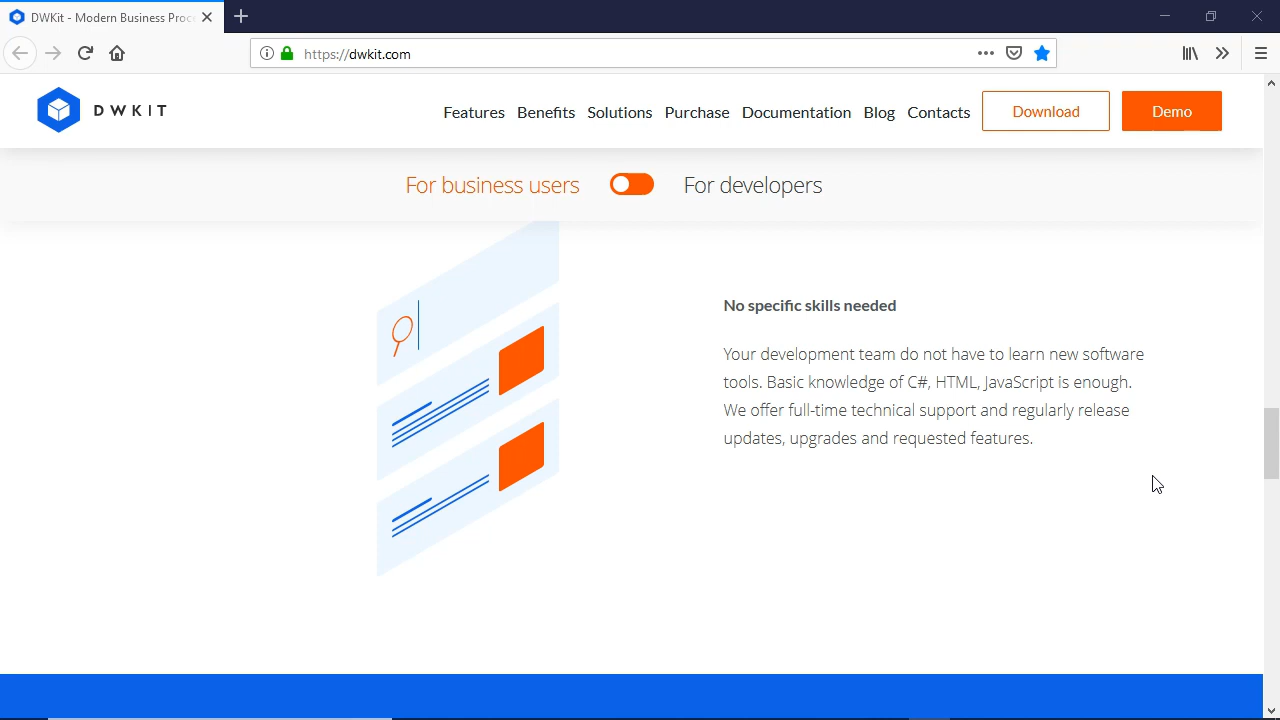 DWKit - Modern Business Proc
https://dwkit.com
DWKIT
Features Benefits Solutions Purchase Documentation Blog Contacts Download Demo
For business users For developers
No specific skills needed
Your development team do not have to learn new software
tools. Basic knowledge of C#, HTML, JavaScript is enough.
We offer full-time technical support and regularly release
updates, upgrades and requested features.